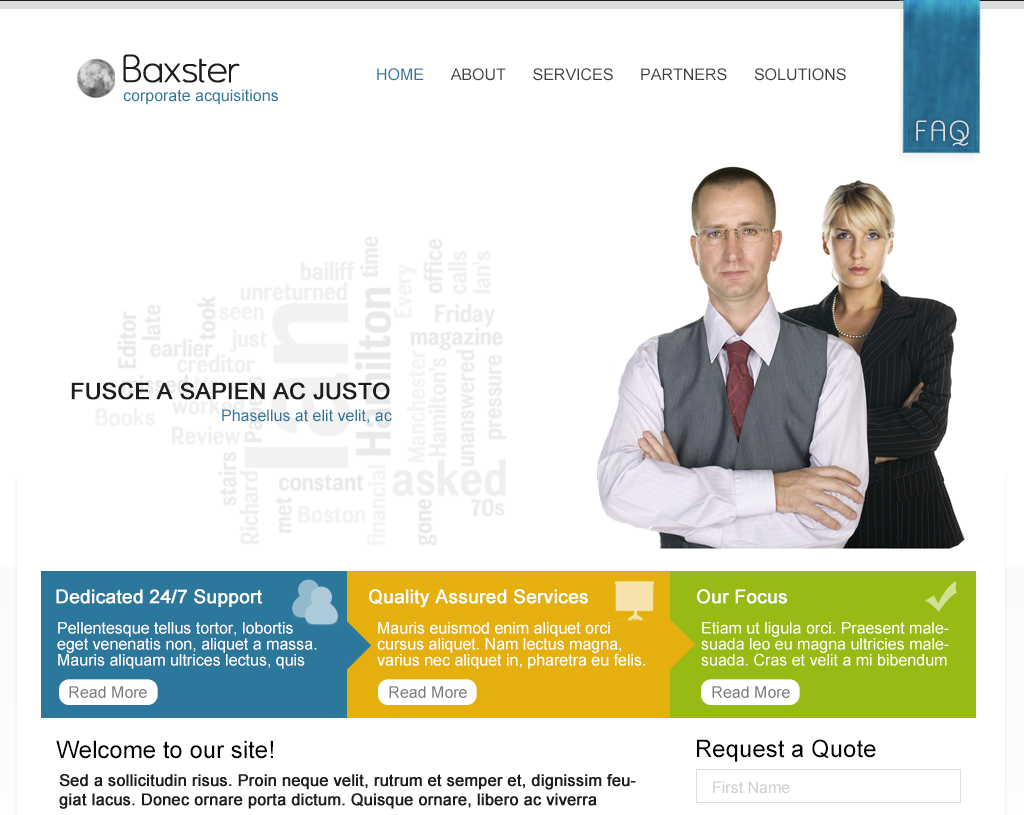 Baxster
corporate acquisitions
HOME ABOUT SERVICES PARTNERS SOLUTIONS
FAQ
bailiff
time
office
calls
Ian's
Every
unreturned
seen
took
late
Editor
Friday
just
magazine
earlier
creditor
Ian
Hamilton
Manchester
Hamilton's
unanswered
pressure
worked
Books
Review
FUSCE A SAPIEN AC JUSTO
Phasellus at elit velit, ac
stairs
Richard
met
constant
Boston
financial
asked
gone
70s
Dedicated 24/7 Support
Pellentesque tellus tortor, lobortis
eget venenatis non, aliquet a massa.
Mauris aliquam ultrices lectus, quis
Read More
Quality Assured Services
Mauris euismod enim aliquet orci
cursus aliquet. Nam lectus magna,
varius nec aliquet in, pharetra eu felis.
Read More
Our Focus
Etiam ut ligula orci. Praesent male-
suada leo eu magna ultricies male-
suada. Cras et velit a mi bibendum
Read More
Welcome to our site!
Sed a sollicitudin risus. Proin neque velit, rutrum et semper et, dignissim feu-
giat lacus. Donec ornare porta dictum. Quisque ornare, libero ac viverra
Request a Quote
First Name